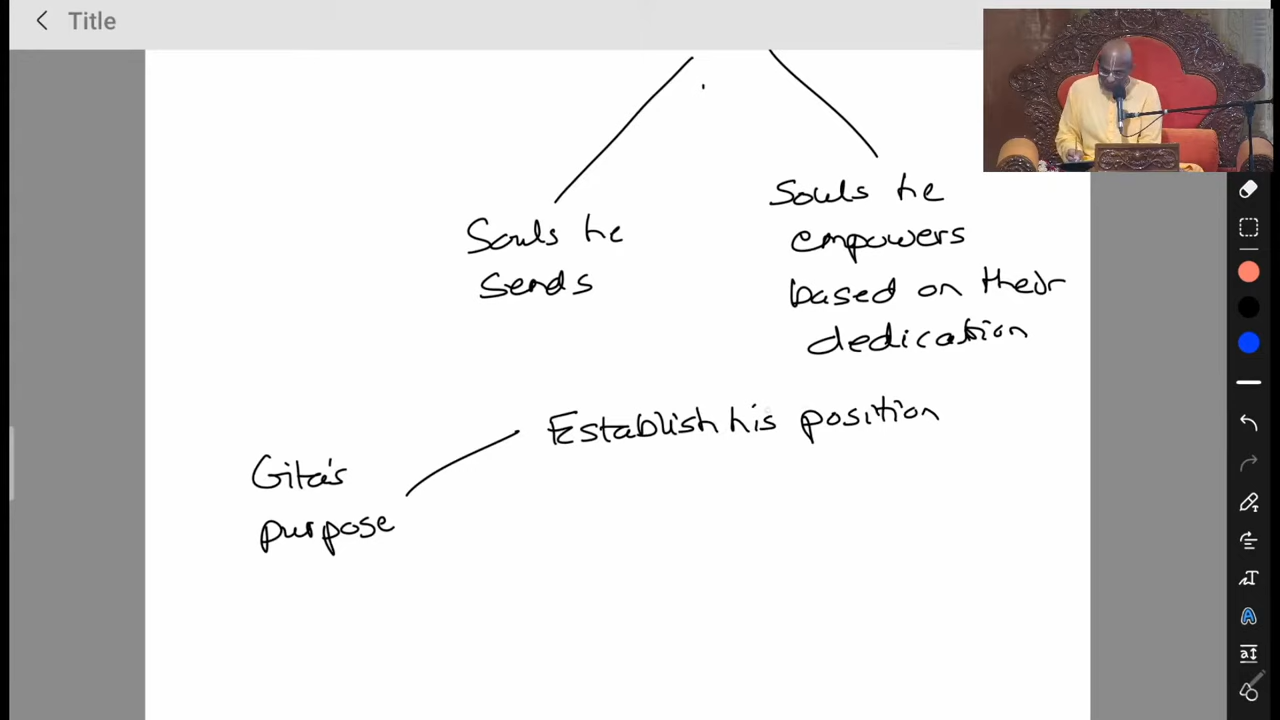 Title
Souls he
sends
Souls he
empowers
based on their
dedication
Establish his position
Gita's
purpose